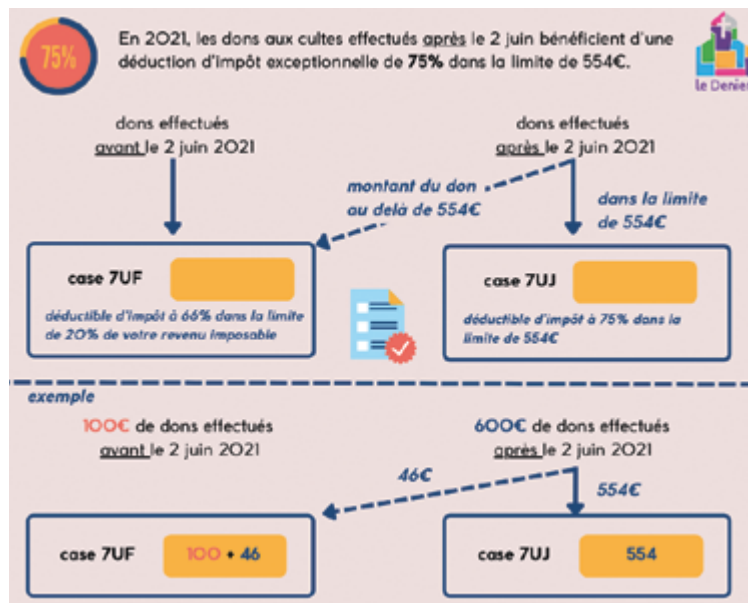 75%
En 2021, les dons aux cultes effectués après le 2 juin bénéficient d'une
déduction d'impôt exceptionnelle de 75% dans la limite de 554€.
le Denier
dons effectués
avant le 2 juin 2021
dons effectués
après le 2 juin 2021
montant du don
au delà de 554€
dans la limite
de 554€
case 7UF
déductible d'impôt à 66% dans la limite
de 20% de votre revenu imposable
case 7UJ
déductible d'impôt à 75% dans la
limite de 554€
exemple
100€ de dons effectués
avant le 2 juin 2021
600€ de dons effectués
après le 2 juin 2021
46€
554€
case 7UF 100 + 46
case 7UJ 554